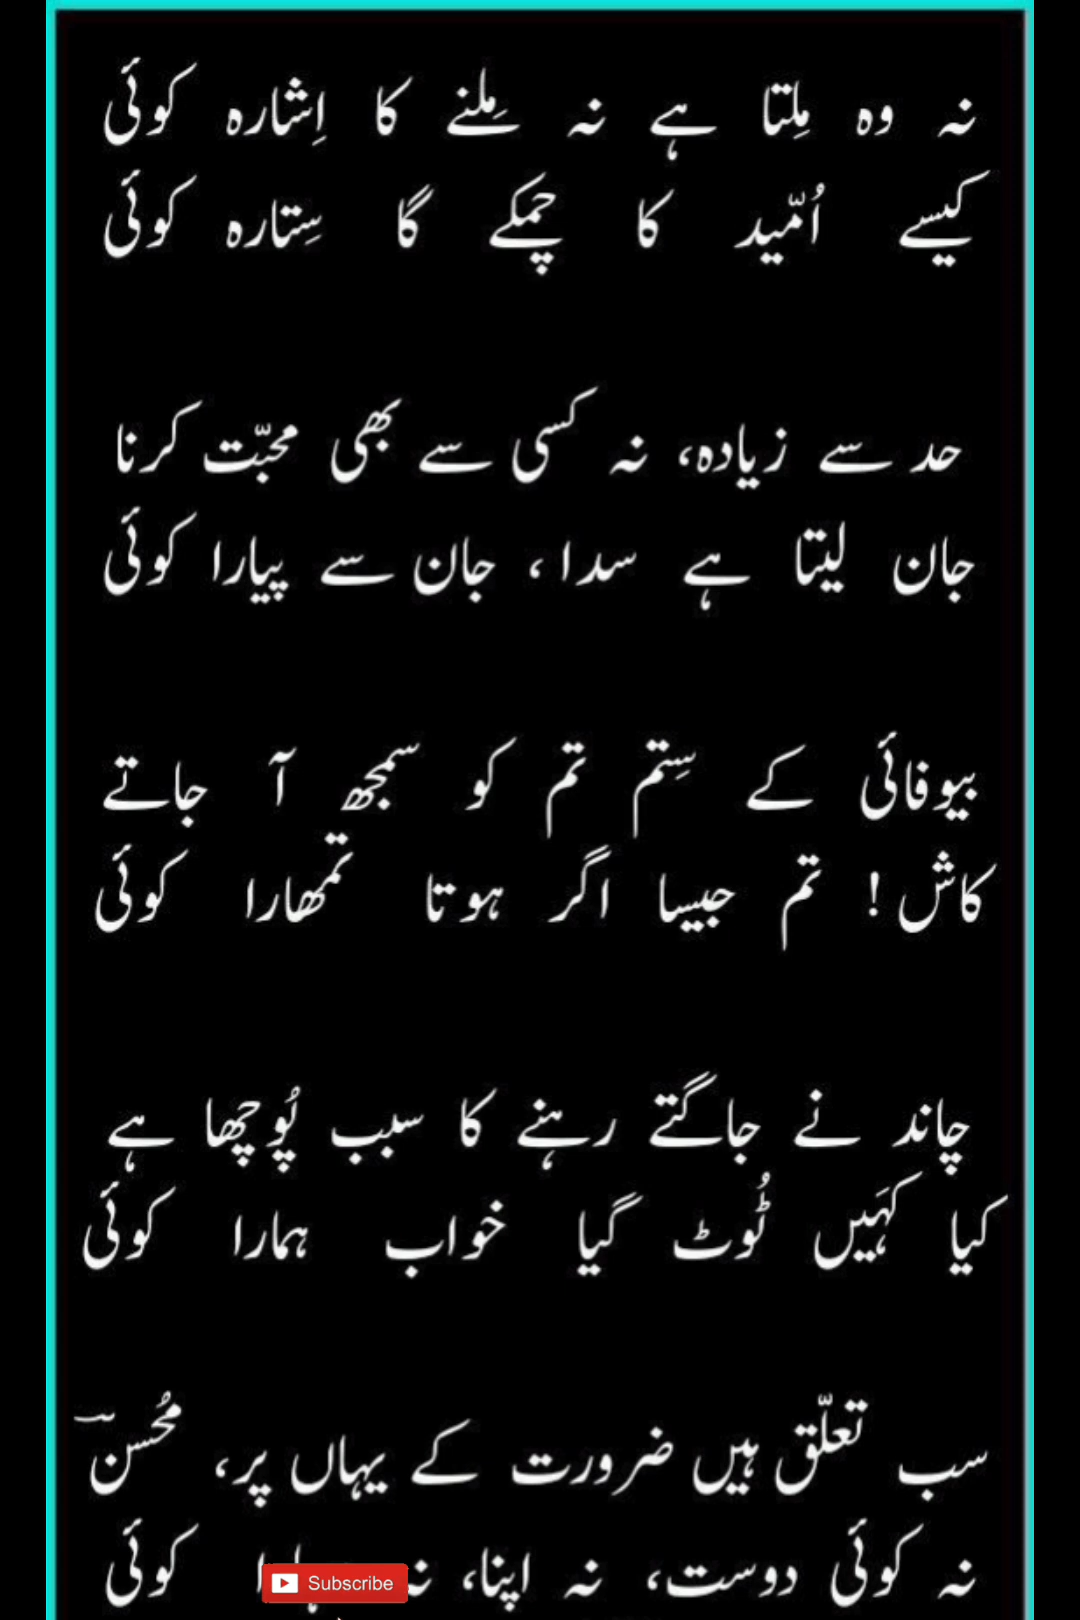 نہ وہ مِلتا ہے نہ مِلنے کا اِشارہ کوئی
کیسے اُمّید کا چمکے گا سِتارہ کوئی
حد سے زیادہ، نہ کسی سے بھی محبّت کرنا
جان لیتا ہے سدا، جان سے پیارا کوئی
بیوفائی کے سِتم تم کو سمجھ آ جاتے
کاش! تم جیسا اگر ہوتا تمھارا کوئی
چاند نے جاگتے رہنے کا سبب پُوچھا ہے
کیا کہَیں ٹُوٹ گیا خواب ہمارا کوئی
سب تعلّق ہیں ضرورت کے یہاں پر، مُحسنؔ
نہ کوئی دوست، نہ اپنا، نہ کوئی
Subscribe